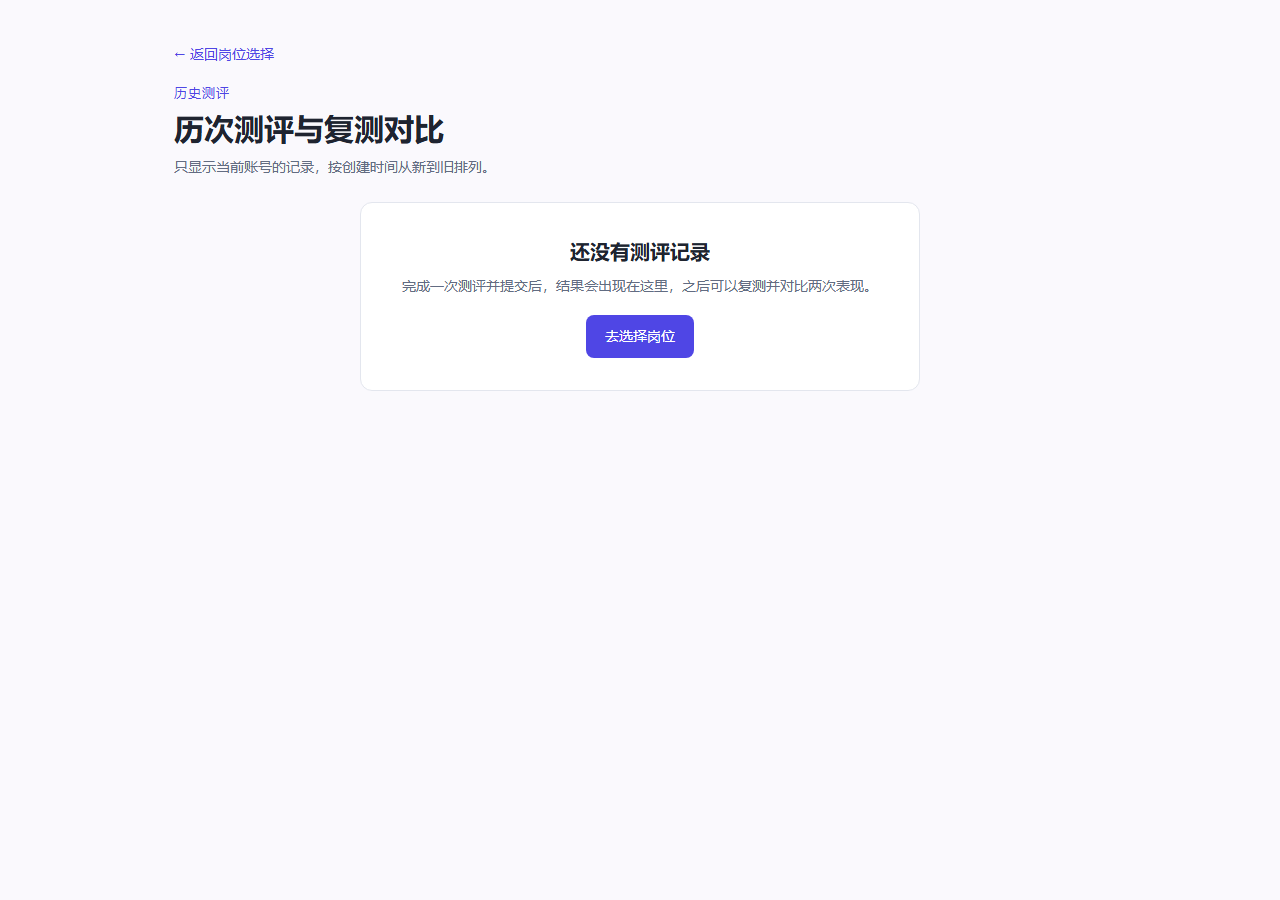 ← 返回岗位选择
历史测评
历次测评与复测对比
只显示当前账号的记录，按创建时间从新到旧排列。
还没有测评记录
完成一次测评并提交后，结果会出现在这里，之后可以复测并对比两次表现。
去选择岗位